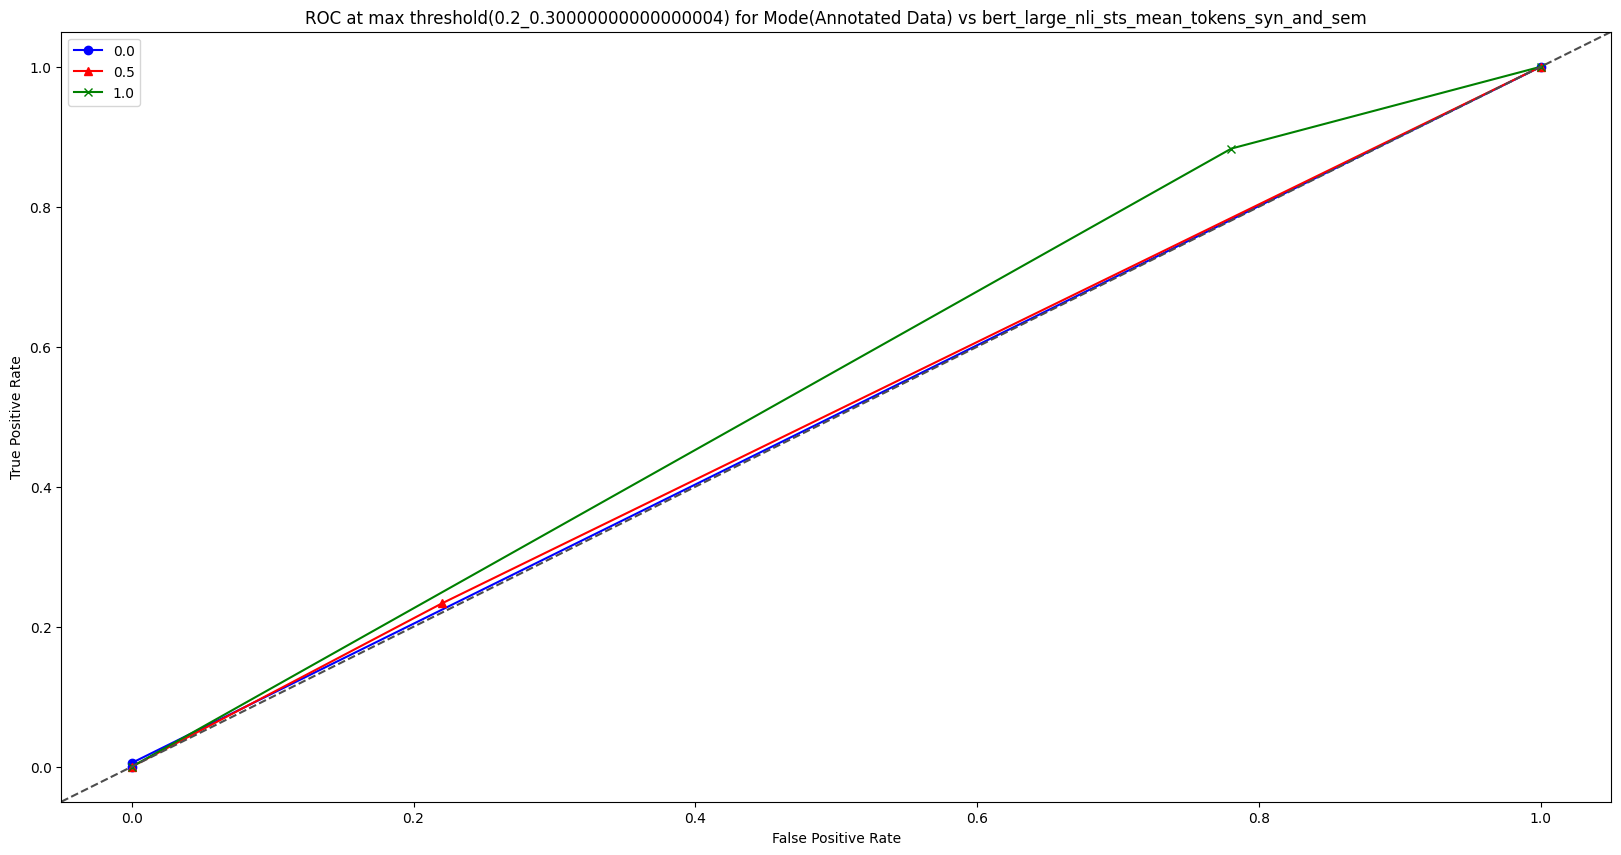 ROC at max threshold(0.2_0.30000000000000004) for Mode(Annotated Data) vs bert_large_nli_sts_mean_tokens_syn_and_sem
0.0
0.5
1.0
1.0
0.8
0.6
0.4
0.2
0.0
True Positive Rate
0.0 0.2 0.4 0.6 0.8 1.0
False Positive Rate